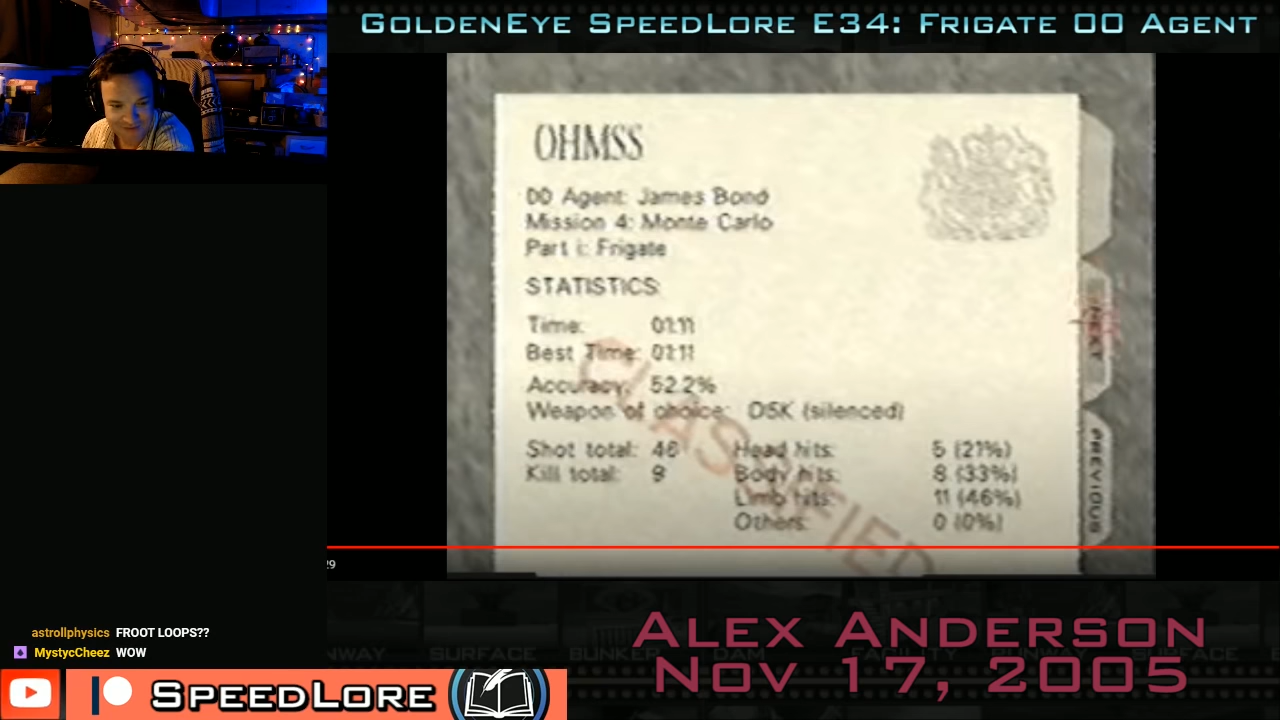 GoldenEye SpeedLore E34: Frigate 00 Agent
OHMSS
00 Agent: James Bond
Mission 4: Monte Carlo
Part i: Frigate
STATISTICS:
Time: 01:11
Best Time: 01:11
Accuracy: 52.2%
Weapon of choice: D5K (silenced)
Shot total: 46 Head hits: 5 (21%)
Kill total: 9 Body hits: 8 (33%)
Limb hits: 11 (46%)
Others: 0 (0%)
CLASSIFIED
NEXT
PREVIOUS
29
astrollphysics FROOT LOOPS??
MystycCheez WOW
Alex Anderson
Nov 17, 2005
NWAY SURFACE BUNKER DAM FACILITY RUNWAY SURFACE
SpeedLore